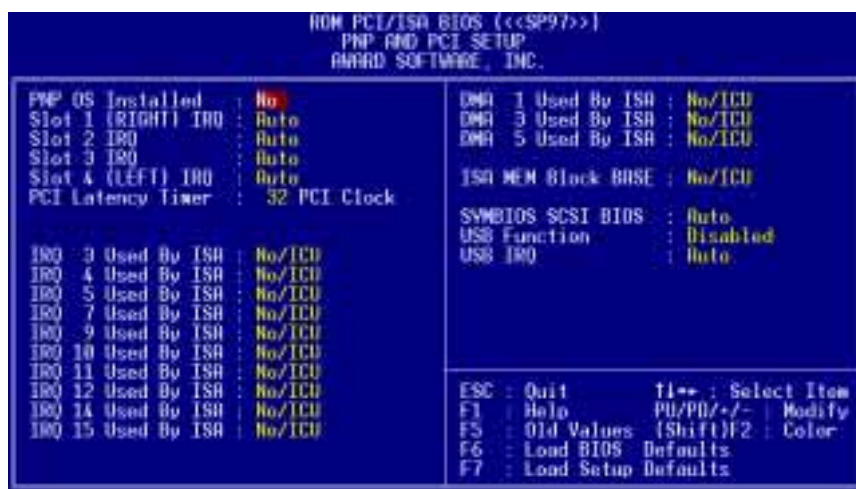 ROM PCI/ISA BIOS (<<SP97>>)
PNP AND PCI SETUP
AWARD SOFTWARE, INC.
PNP OS Installed : No
Slot 1 (RIGHT) IRQ : Auto
Slot 2 IRQ : Auto
Slot 3 IRQ : Auto
Slot 4 (LEFT) IRQ : Auto
PCI Latency Timer : 32 PCI Clock
IRQ 3 Used By ISA : No/ICU
IRQ 4 Used By ISA : No/ICU
IRQ 5 Used By ISA : No/ICU
IRQ 7 Used By ISA : No/ICU
IRQ 9 Used By ISA : No/ICU
IRQ 10 Used By ISA : No/ICU
IRQ 11 Used By ISA : No/ICU
IRQ 12 Used By ISA : No/ICU
IRQ 14 Used By ISA : No/ICU
IRQ 15 Used By ISA : No/ICU
DMA 1 Used By ISA : No/ICU
DMA 3 Used By ISA : No/ICU
DMA 5 Used By ISA : No/ICU
ISA MEM Block BASE : No/ICU
SYMBIOS SCSI BIOS : Auto
USB Function : Disabled
USB IRQ : Auto
ESC : Quit ↑↓→← : Select Item
F1 : Help PU/PD/+/- : Modify
F5 : Old Values (Shift)F2 : Color
F6 : Load BIOS Defaults
F7 : Load Setup Defaults